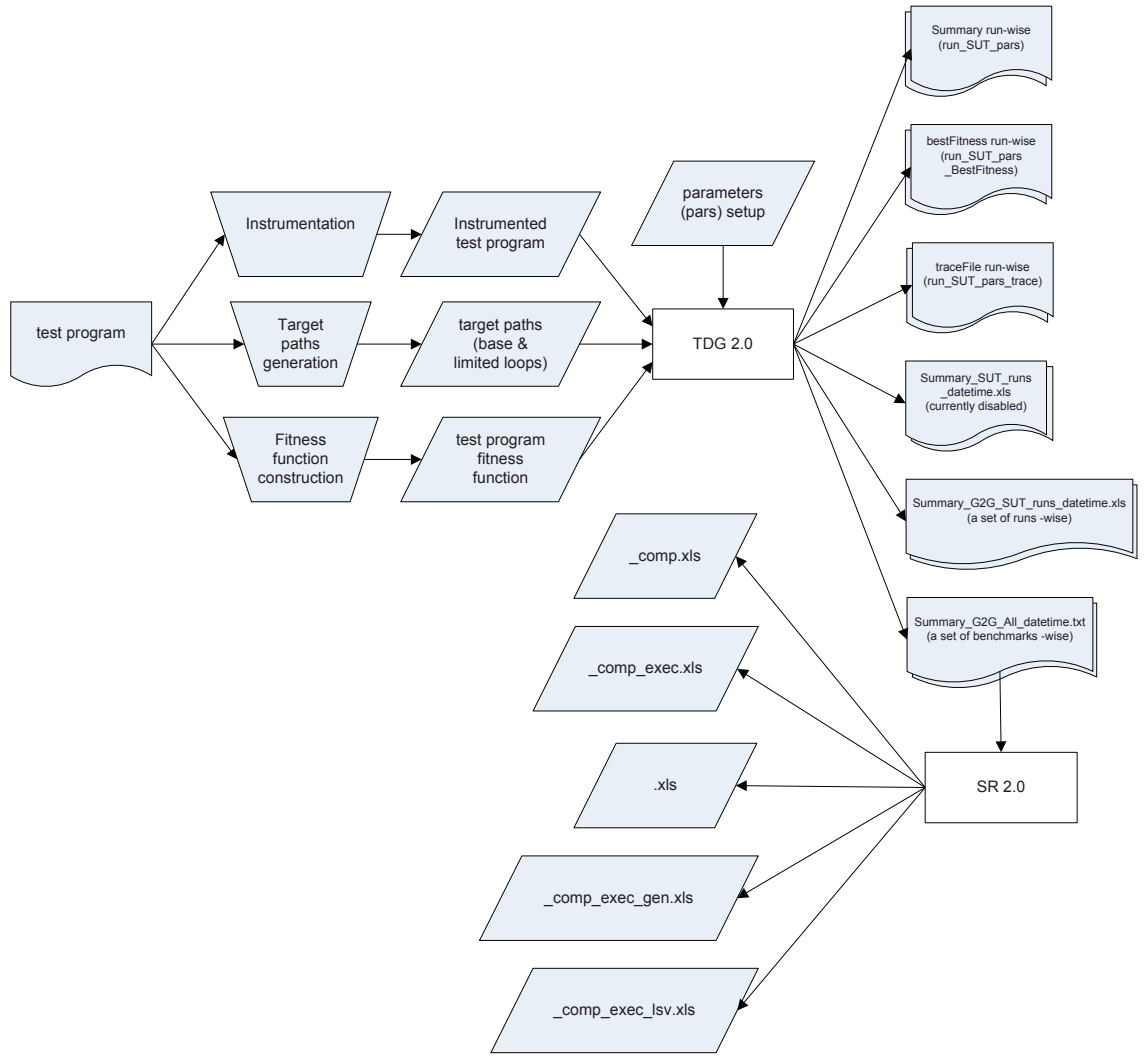 test program
Instrumentation
Target
paths
generation
Fitness
function
construction
Instrumented
test program
target paths
(base &
limited loops)
test program
fitness
function
parameters
(pars) setup
TDG 2.0
Summary run-wise
(run_SUT_pars)
bestFitness run-wise
(run_SUT_pars
_BestFitness)
traceFile run-wise
(run_SUT_pars_trace)
Summary_SUT_runs
_datetime.xls
(currently disabled)
Summary_G2G_SUT_runs_datetime.xls
(a set of runs -wise)
Summary_G2G_All_datetime.txt
(a set of benchmarks -wise)
SR 2.0
_comp.xls
_comp_exec.xls
.xls
_comp_exec_gen.xls
_comp_exec_lsv.xls